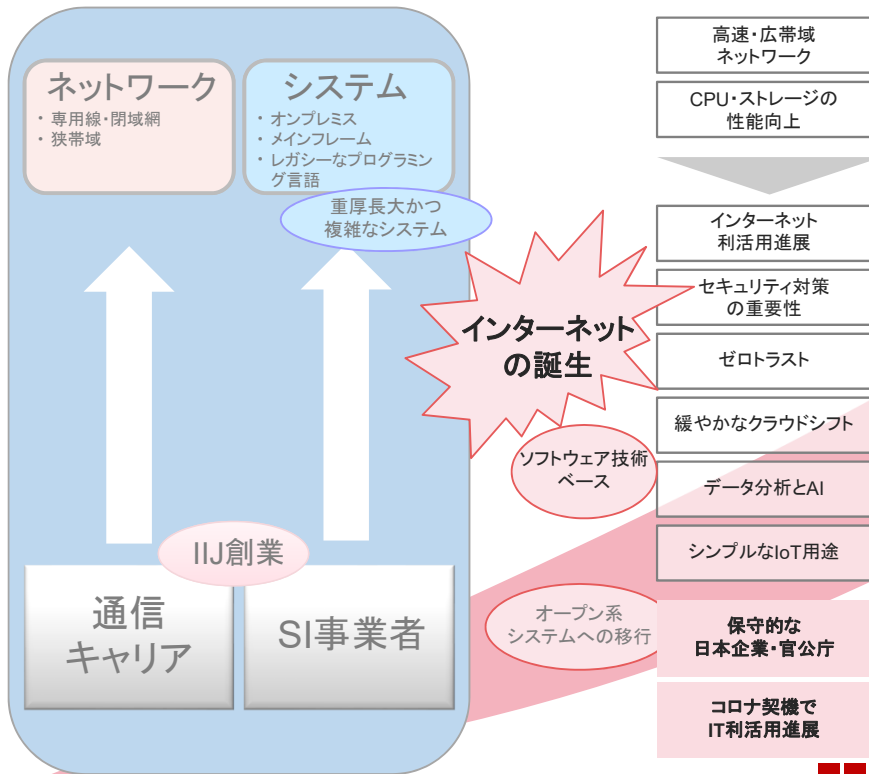 ネットワーク
・ 専用線・閉域網
・ 狭帯域
システム
・ オンプレミス
・ メインフレーム
・ レガシーなプログラミン
グ言語
重厚長大かつ
複雑なシステム
IIJ創業
通信
キャリア
SI事業者
インターネット
の誕生
ソフトウェア技術
ベース
オープン系
システムへの移行
高速・広帯域
ネットワーク
CPU・ストレージの
性能向上
インターネット
利活用進展
セキュリティ対策
の重要性
ゼロトラスト
緩やかなクラウドシフト
データ分析とAI
シンプルなIoT用途
保守的な
日本企業・官公庁
コロナ契機で
IT利活用進展